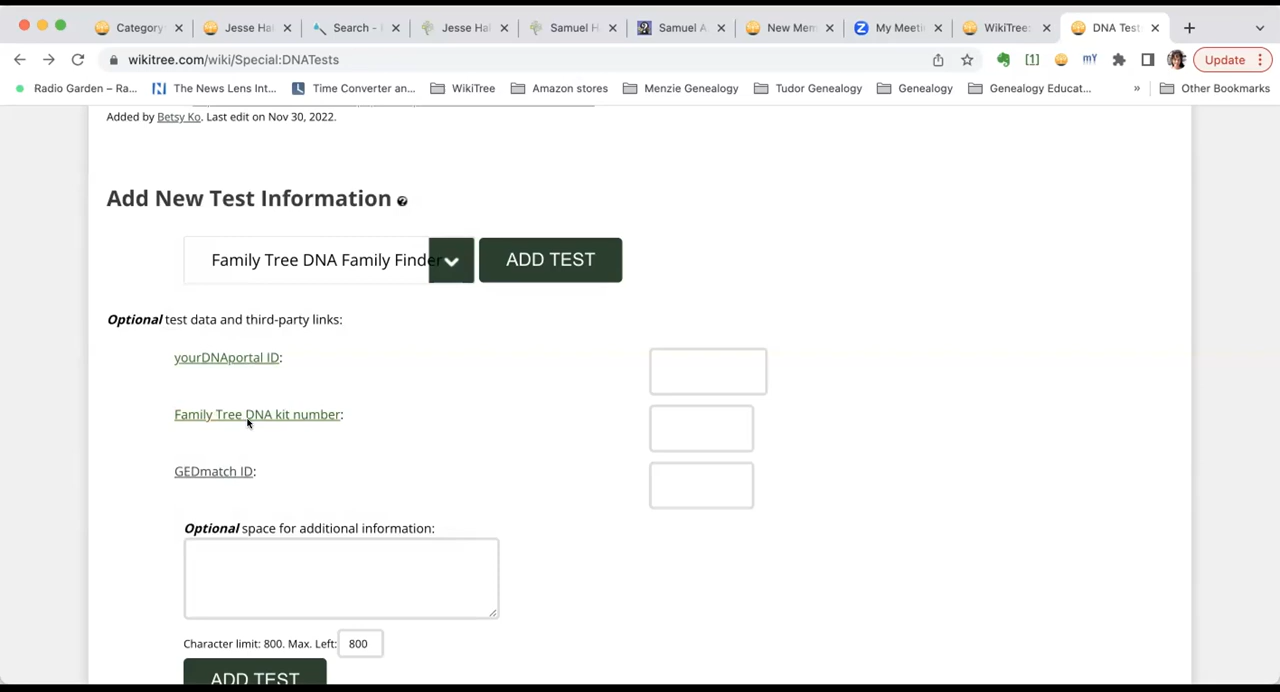 Category
Jesse Hal
Search -
Jesse Hal
Samuel H
Samuel A
New Mem
My Meeti
WikiTree:
DNA Test
wikitree.com/wiki/Special:DNATests
[1]
mY
Update
Radio Garden – Ra...
The News Lens Int...
Time Converter an...
WikiTree
Amazon stores
Menzie Genealogy
Tudor Genealogy
Genealogy
Genealogy Educat...
»
Other Bookmarks
Added by Betsy Ko. Last edit on Nov 30, 2022.
Add New Test Information ?
Family Tree DNA Family Finder
ADD TEST
Optional test data and third-party links:
yourDNAportal ID:
Family Tree DNA kit number:
GEDmatch ID:
Optional space for additional information:
Character limit: 800. Max. Left: 800
ADD TEST